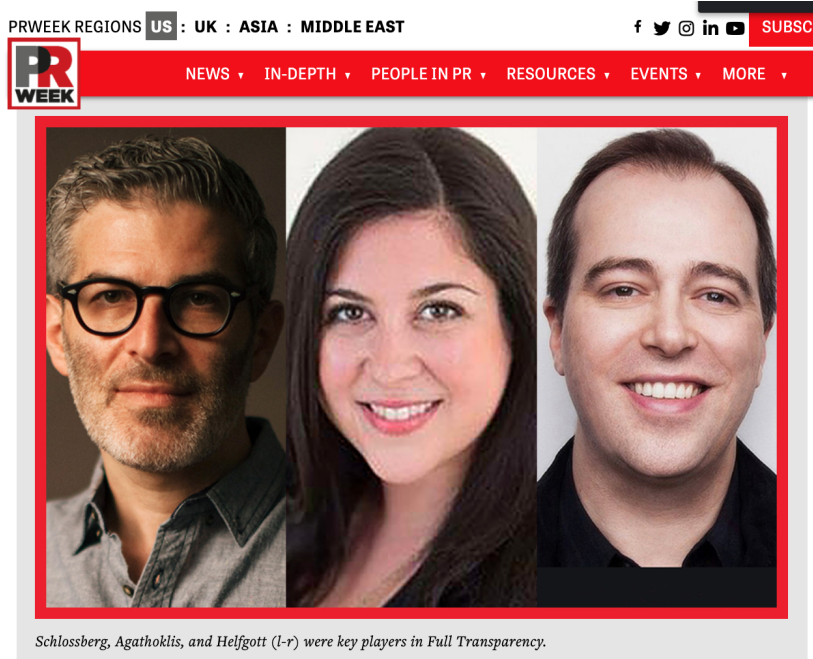 PRWEEK REGIONS US : UK : ASIA : MIDDLE EAST
SUBSC
PR
WEEK
NEWS ▼ IN-DEPTH ▼ PEOPLE IN PR ▼ RESOURCES ▼ EVENTS ▼ MORE ▼
Schlossberg, Agathoklis, and Helfgott (l-r) were key players in Full Transparency.